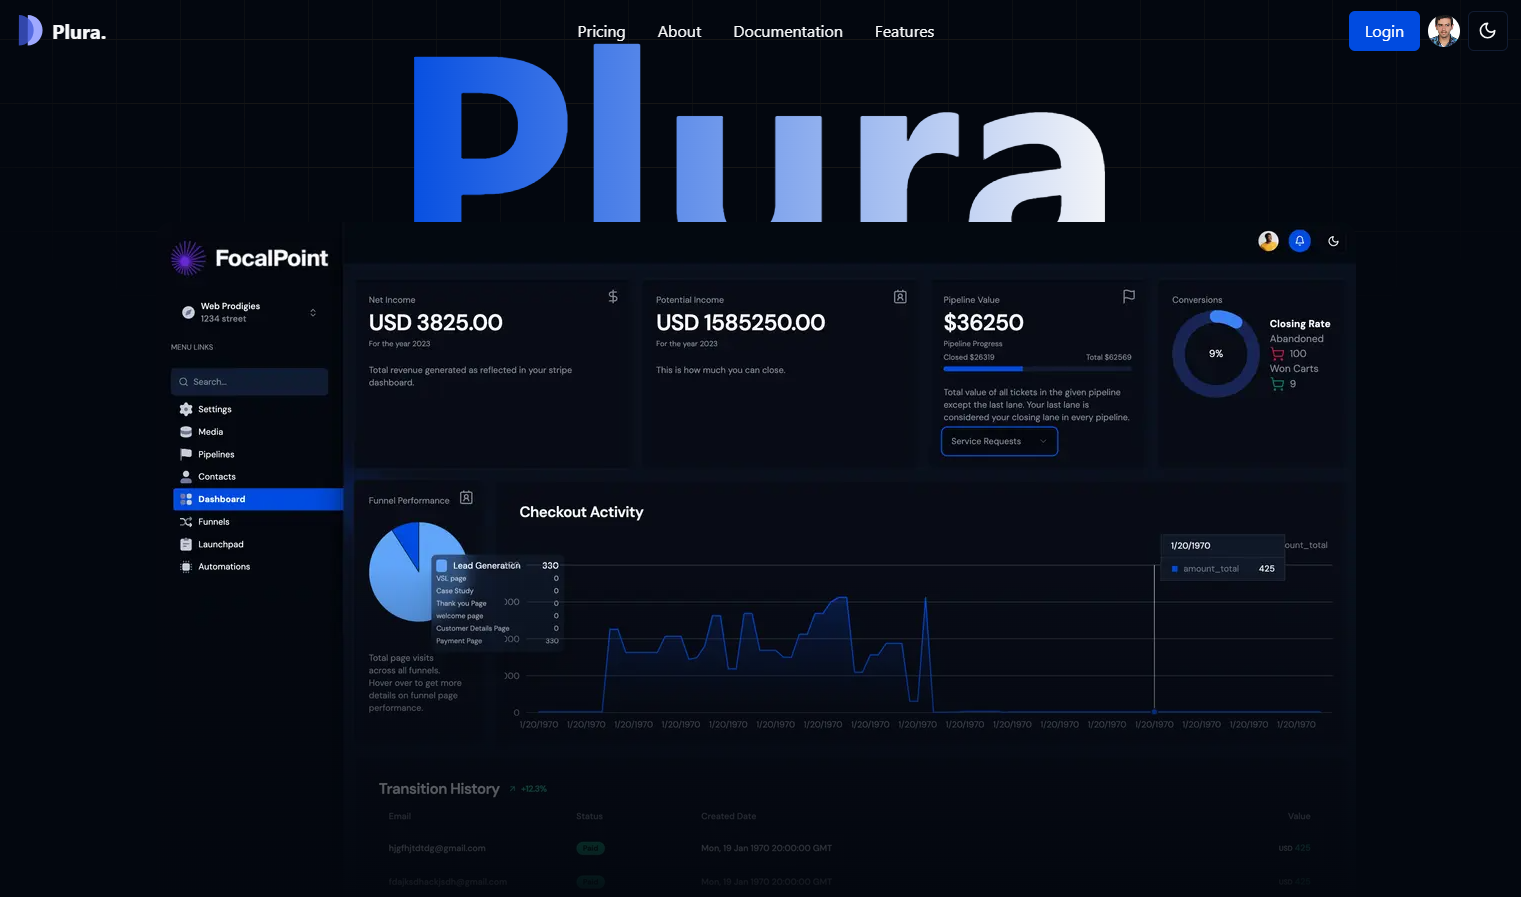 Plura.
Pricing About Documentation Features
Login
Plura
FocalPoint
Web Prodigies
1234 street
MENU LINKS
Search...
Settings
Media
Pipelines
Contacts
Dashboard
Funnels
Launchpad
Automations
Net Income
USD 3825.00
For the year 2023
Total revenue generated as reflected in your stripe
dashboard.
Potential Income
USD 1585250.00
For the year 2023
This is how much you can close.
Pipeline Value
$36250
Pipeline Progress
Closed $26319 Total $62569
Total value of all tickets in the given pipeline
except the last lane. Your last lane is
considered your closing lane in every pipeline.
Service Requests
Conversions
9%
Closing Rate
Abandoned
100
Won Carts
9
Funnel Performance
Lead Generation 330
VSL page 0
Case Study 0
Thank you Page 0
welcome page 0
Customer Details Page 0
Payment Page 330
Total page visits
across all funnels.
Hover over to get more
details on funnel page
performance.
Checkout Activity
1/20/1970
amount_total 425
ount_total
000
000
000
0
1/20/1970 1/20/1970 1/20/1970 1/20/1970 1/20/1970 1/20/1970 1/20/1970 1/20/1970 1/20/1970 1/20/1970 1/20/1970 1/20/1970 1/20/1970 1/20/1970 1/20/1970 1/20/1970 1/20/1970
Transition History +12.3%
Email Status Created Date Value
hjgfhjtdtdg@gmail.com Paid Mon, 19 Jan 1970 20:00:00 GMT USD 425
Mon, 19 Jan 1970 20:00:00 GMT USD 425